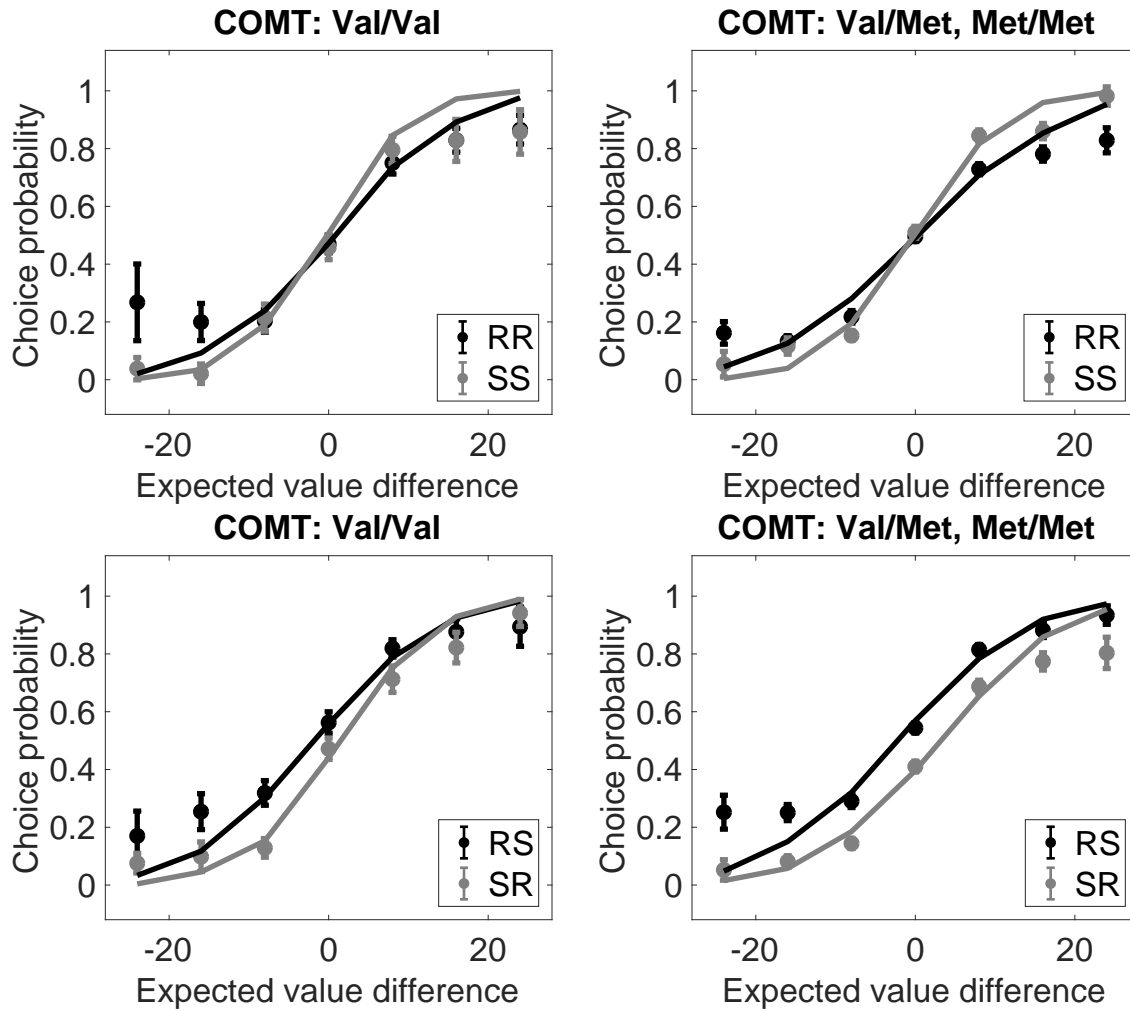 COMT: Val/Val
Choice probability
1
0.8
0.6
0.4
0.2
0
RR
SS
-20
0
20
Expected value difference
COMT: Val/Met, Met/Met
Choice probability
1
0.8
0.6
0.4
0.2
0
RR
SS
-20
0
20
Expected value difference
COMT: Val/Val
Choice probability
1
0.8
0.6
0.4
0.2
0
RS
SR
-20
0
20
Expected value difference
COMT: Val/Met, Met/Met
Choice probability
1
0.8
0.6
0.4
0.2
0
RS
SR
-20
0
20
Expected value difference